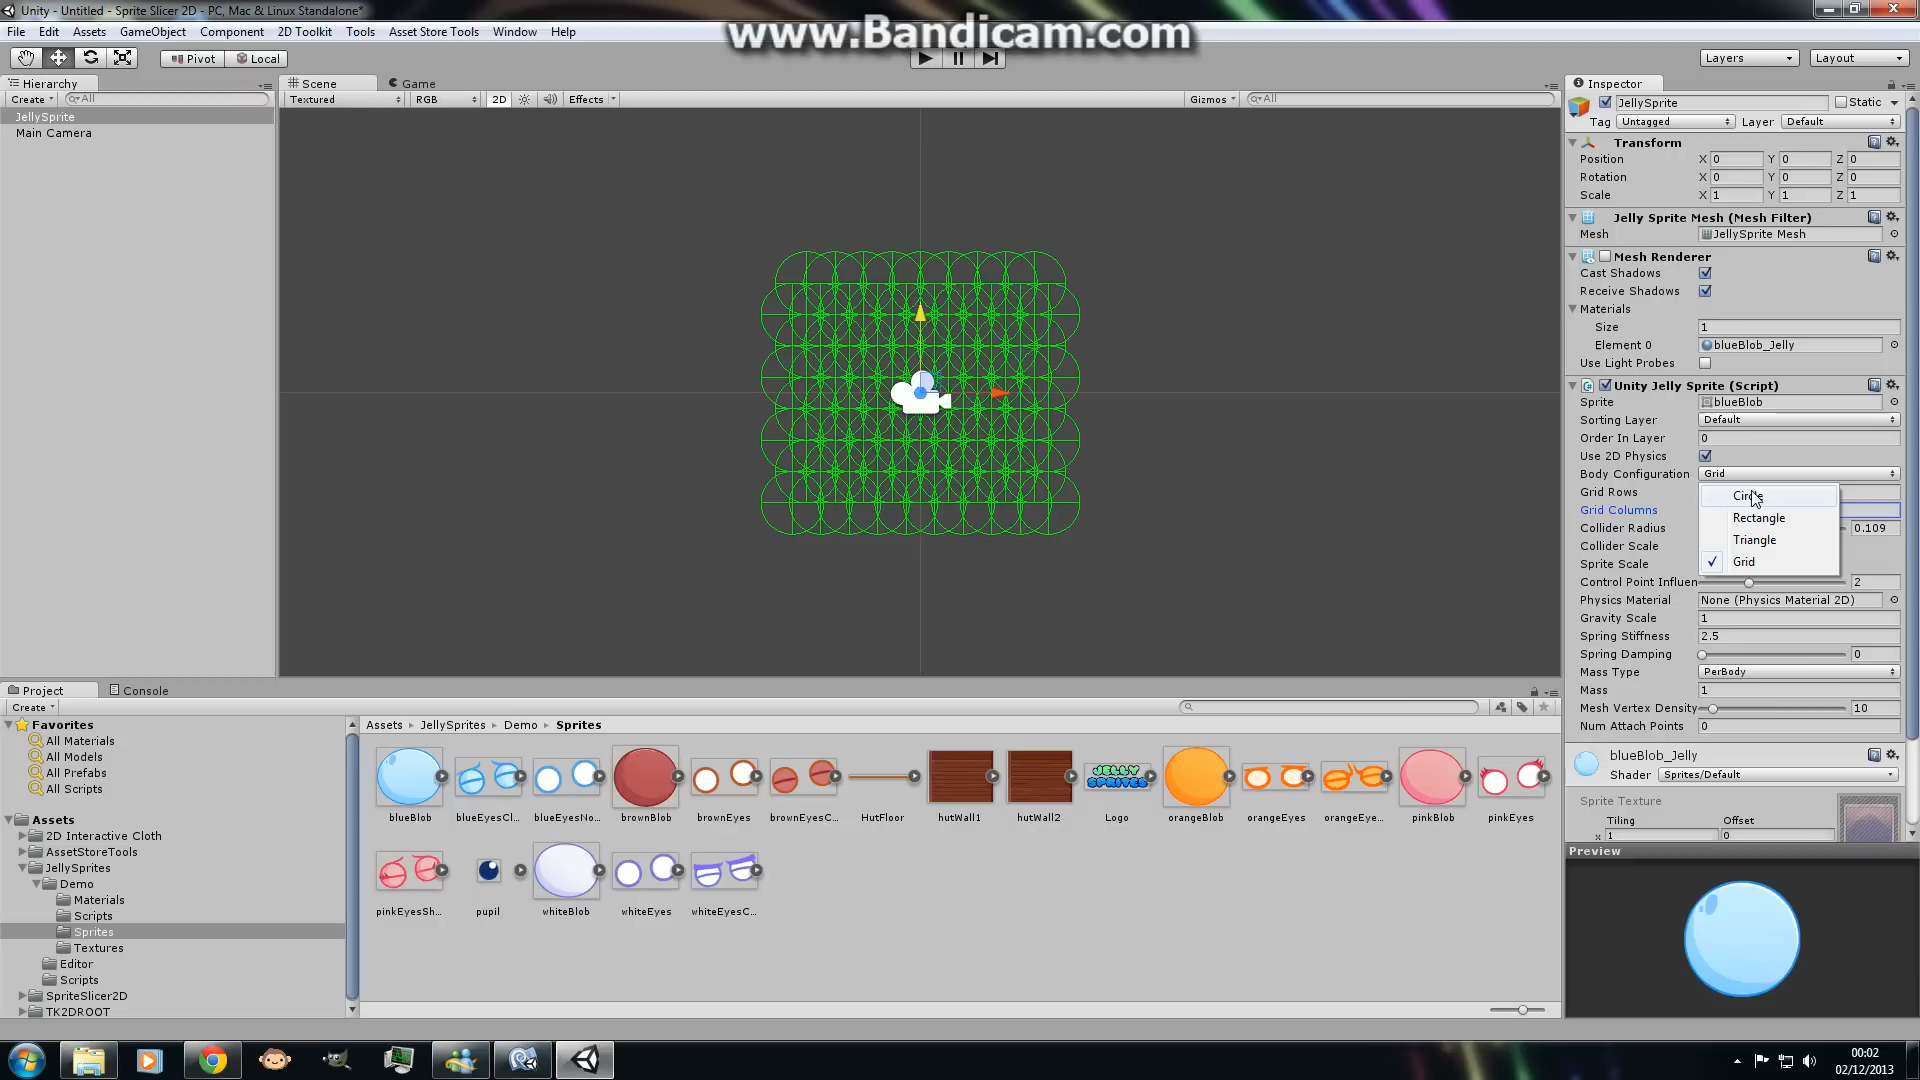 Unity - Untitled - Sprite Slicer 2D - PC, Mac & Linux Standalone*
www.Bandicam.com
File Edit Assets GameObject Component 2D Toolkit Tools Asset Store Tools Window Help
Pivot Local Layers Layout
Hierarchy
Create All
JellySprite
Main Camera
Scene Game
Textured RGB 2D Effects Gizmos All
Inspector
JellySprite Static
Tag Untagged Layer Default
Transform
Position X 0 Y 0 Z 0
Rotation X 0 Y 0 Z 0
Scale X 1 Y 1 Z 1
Jelly Sprite Mesh (Mesh Filter)
Mesh JellySprite Mesh
Mesh Renderer
Cast Shadows
Receive Shadows
Materials
Size 1
Element 0 blueBlob_Jelly
Use Light Probes
Unity Jelly Sprite (Script)
Sprite blueBlob
Sorting Layer Default
Order In Layer 0
Use 2D Physics
Body Configuration Grid
Grid Rows
Circle
Grid Columns
Rectangle
Collider Radius 0.109
Triangle
Collider Scale
Sprite Scale
Grid
Control Point Influen 2
Physics Material None (Physics Material 2D)
Gravity Scale 1
Spring Stiffness 2.5
Spring Damping 0
Mass Type PerBody
Mass 1
Mesh Vertex Density 10
Num Attach Points 0
blueBlob_Jelly
Shader Sprites/Default
Sprite Texture
Tiling Offset
x 1 0
Preview
Project Console
Create
Favorites
All Materials
All Models
All Prefabs
All Scripts
Assets
2D Interactive Cloth
AssetStoreTools
JellySprites
Demo
Materials
Scripts
Sprites
Textures
Editor
Scripts
SpriteSlicer2D
TK2DROOT
Assets JellySprites Demo Sprites
JELLY
SPRITES
blueBlob blueEyesCl... blueEyesNo... brownBlob brownEyes brownEyesC... HutFloor hutWall1 hutWall2 Logo orangeBlob orangeEyes orangeEye... pinkBlob pinkEyes
pinkEyesSh... pupil whiteBlob whiteEyes whiteEyesC...
00:02
02/12/2013